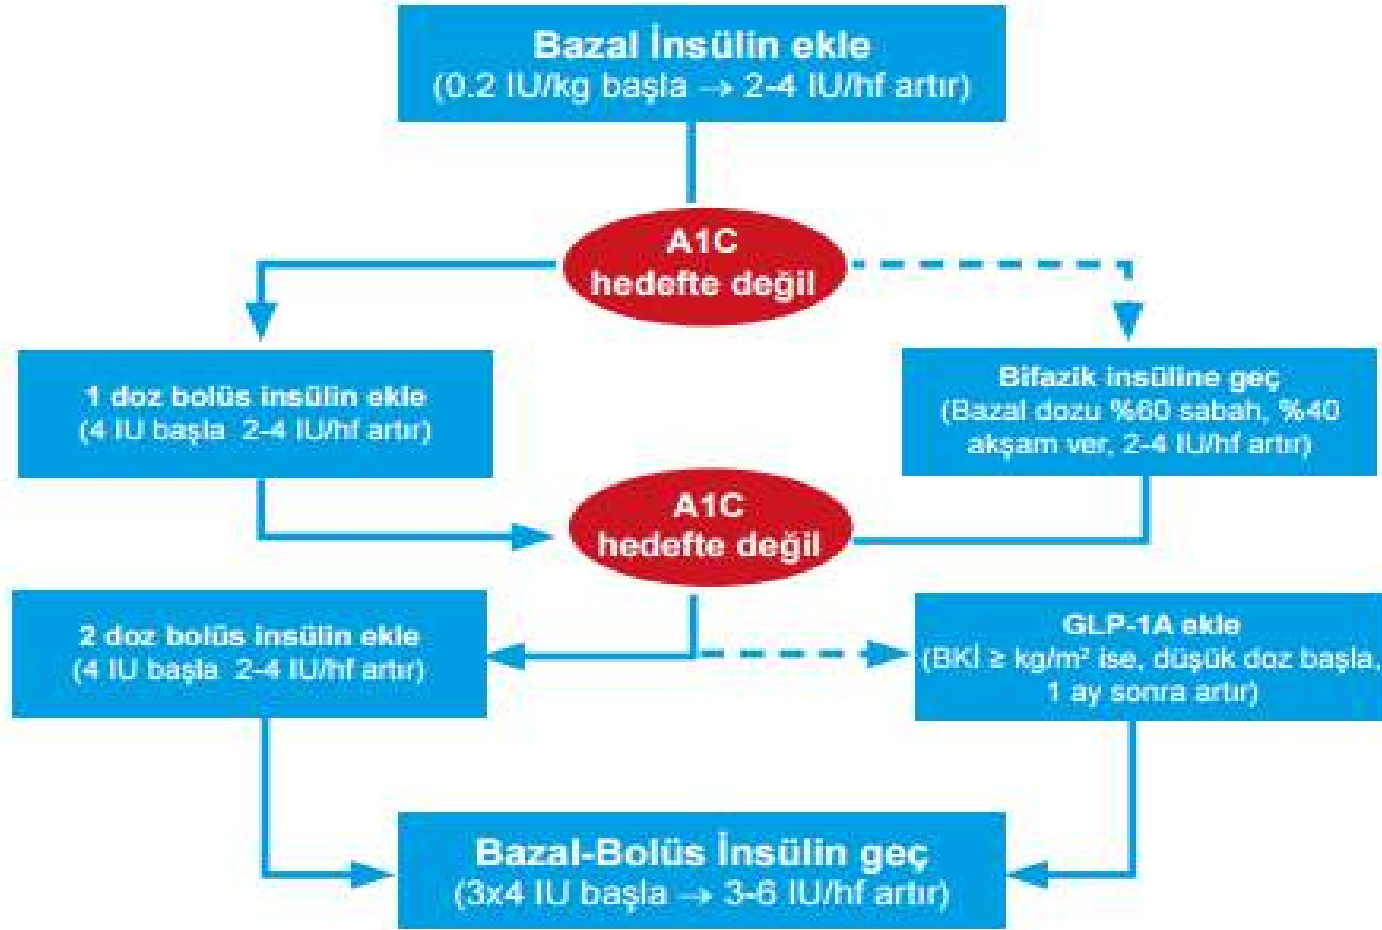 Bazal İnsülin ekle
(0.2 IU/kg başla → 2-4 IU/hf artır)
A1C
hedefte değil
1 doz bolüs insülin ekle
(4 IU başla 2-4 IU/hf artır)
Bifazik insüline geç
(Bazal dozu %60 sabah, %40
akşam ver, 2-4 IU/hf artır)
A1C
hedefte değil
2 doz bolüs insülin ekle
(4 IU başla 2-4 IU/hf artır)
GLP-1A ekle
(BKİ ≥ kg/m² ise, düşük doz başla,
1 ay sonra artır)
Bazal-Bolüs İnsülin geç
(3x4 IU başla → 3-6 IU/hf artır)